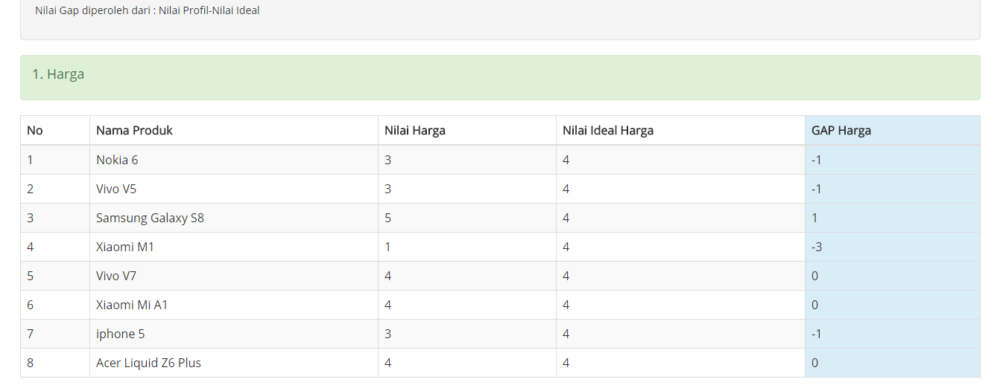 Nilai Gap diperoleh dari : Nilai Profil-Nilai Ideal
1. Harga
No Nama Produk Nilai Harga Nilai Ideal Harga GAP Harga
1 Nokia 6 3 4 -1
2 Vivo V5 3 4 -1
3 Samsung Galaxy S8 5 4 1
4 Xiaomi M1 1 4 -3
5 Vivo V7 4 4 0
6 Xiaomi Mi A1 4 4 0
7 iphone 5 3 4 -1
8 Acer Liquid Z6 Plus 4 4 0